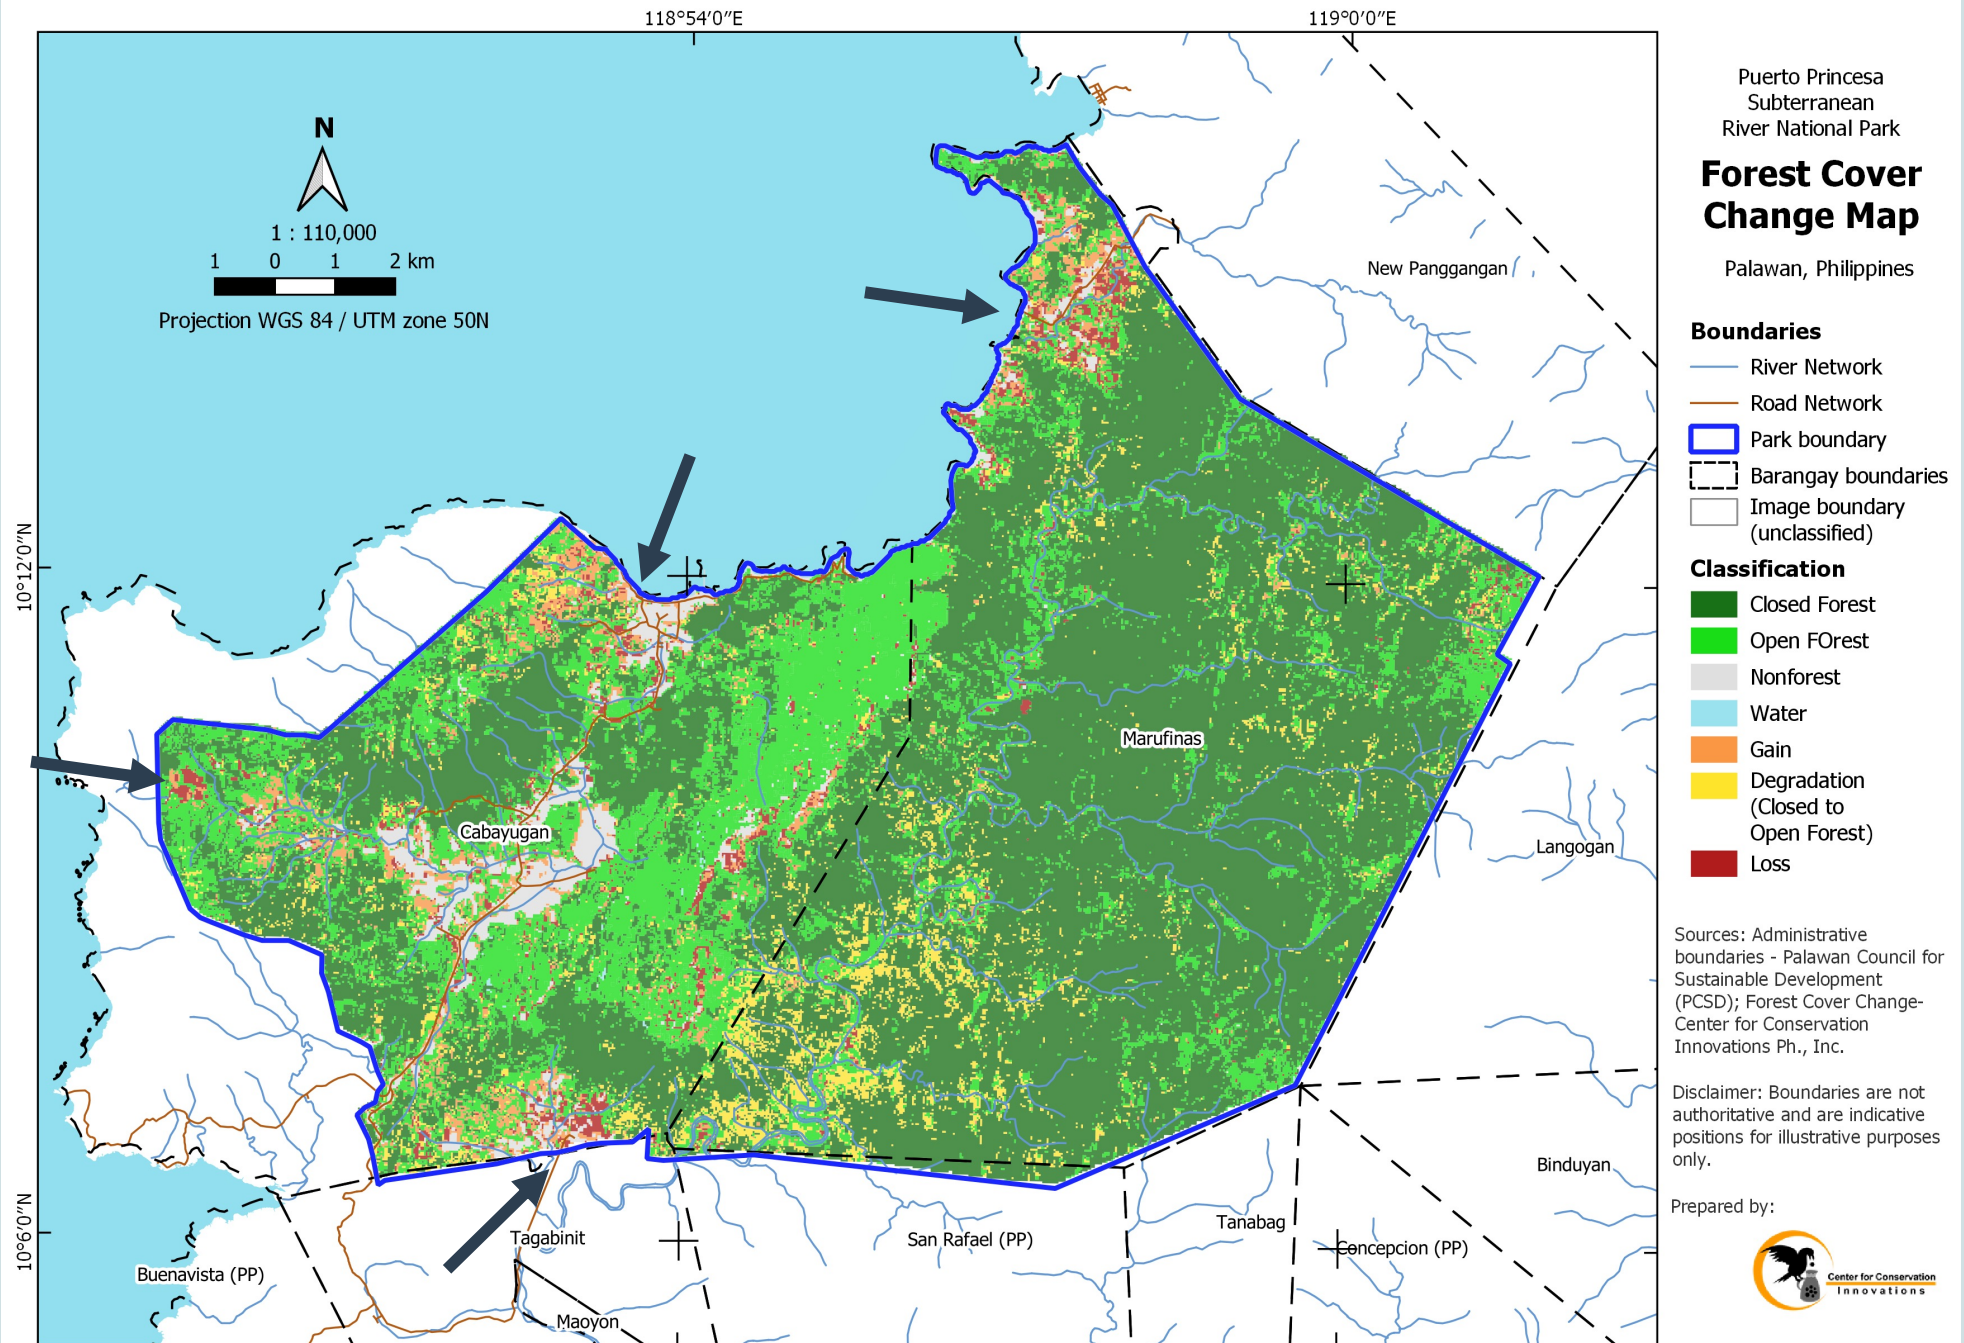 118°54'0"E
119°0'0"E
N
1 : 110,000
1 0 1 2 km
Projection WGS 84 / UTM zone 50N
10°12'0"N
10°6'0"N
New Panggangan
Marufinas
Cabayugan
Langogan
Binduyan
Tanabag
Concepcion (PP)
San Rafael (PP)
Tagabinit
Buenavista (PP)
Maoyon
Puerto Princesa
Subterranean
River National Park
Forest Cover
Change Map
Palawan, Philippines
Boundaries
River Network
Road Network
Park boundary
Barangay boundaries
Image boundary
(unclassified)
Classification
Closed Forest
Open FOrest
Nonforest
Water
Gain
Degradation
(Closed to
Open Forest)
Loss
Sources: Administrative
boundaries - Palawan Council for
Sustainable Development
(PCSD); Forest Cover Change-
Center for Conservation
Innovations Ph., Inc.
Disclaimer: Boundaries are not
authoritative and are indicative
positions for illustrative purposes
only.
Prepared by:
Center for Conservation
Innovations